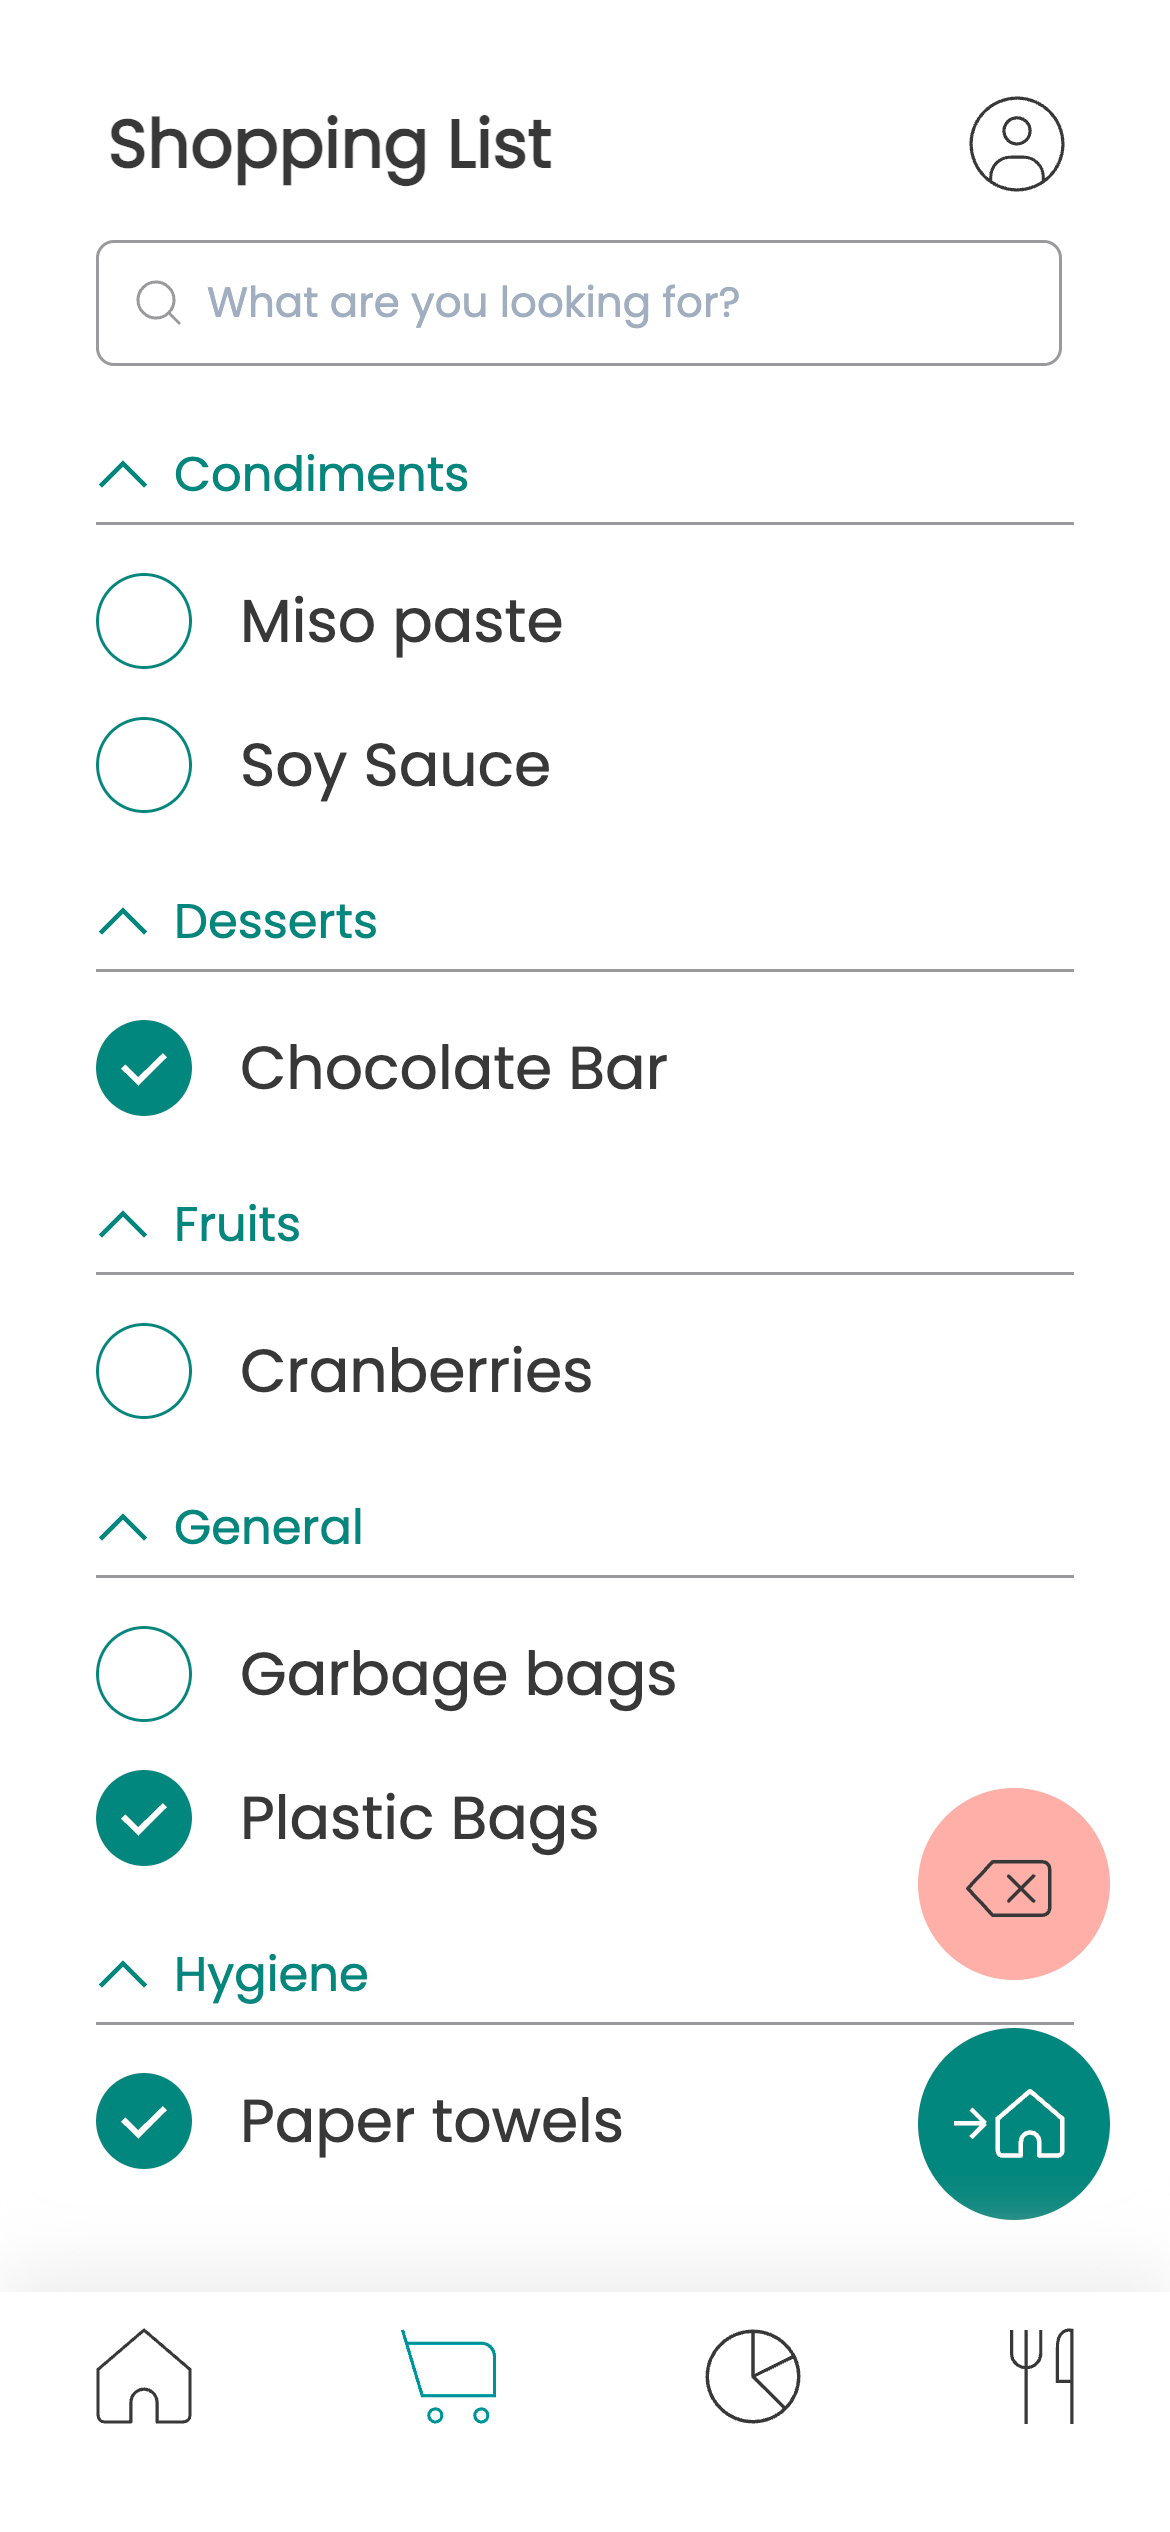 Shopping List
What are you looking for?
Condiments
Miso paste
Soy Sauce
Desserts
Chocolate Bar
Fruits
Cranberries
General
Garbage bags
Plastic Bags
Hygiene
Paper towels